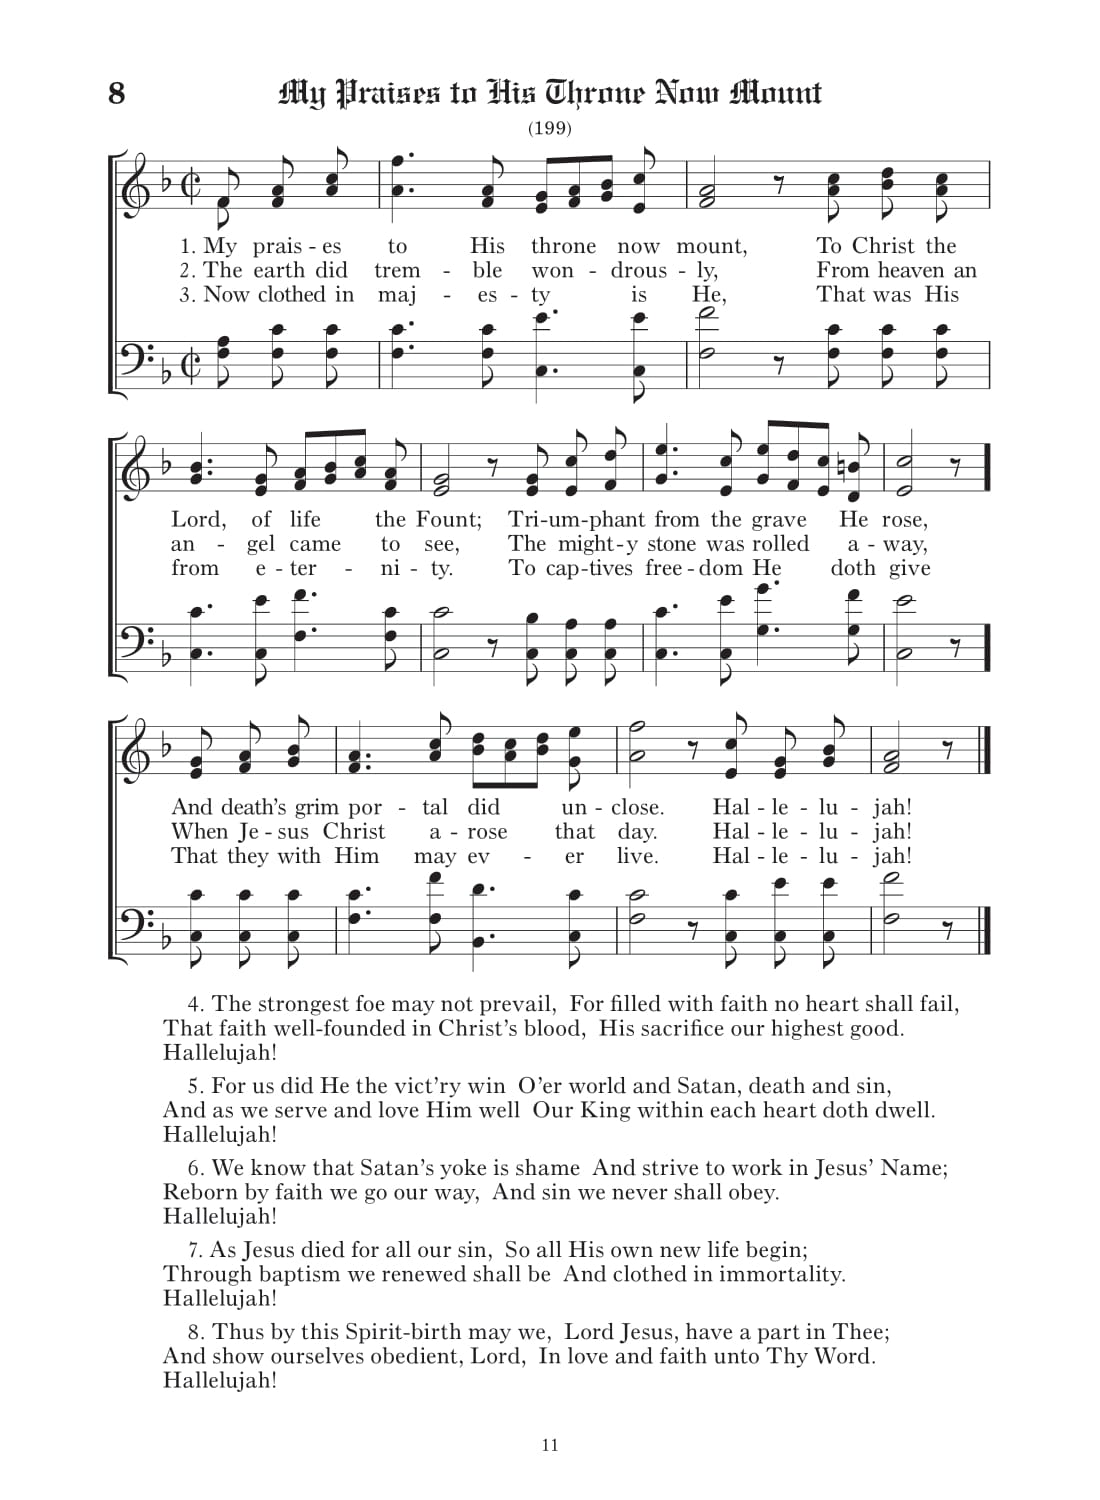 8 My Praises to His Throne Now Mount
(199)
1. My prais - es to His throne now mount, To Christ the
2. The earth did trem - ble won - drous - ly, From heaven an
3. Now clothed in maj - es - ty is He, That was His
Lord, of life the Fount; Tri-um-phant from the grave He rose,
an - gel came to see, The might-y stone was rolled a - way,
from e - ter - ni - ty. To cap-tives free-dom He doth give
And death's grim por - tal did un - close. Hal - le - lu - jah!
When Je - sus Christ a - rose that day. Hal - le - lu - jah!
That they with Him may ev - er live. Hal - le - lu - jah!
4. The strongest foe may not prevail, For filled with faith no heart shall fail,
That faith well-founded in Christ's blood, His sacrifice our highest good.
Hallelujah!
5. For us did He the vict'ry win O'er world and Satan, death and sin,
And as we serve and love Him well Our King within each heart doth dwell.
Hallelujah!
6. We know that Satan's yoke is shame And strive to work in Jesus' Name;
Reborn by faith we go our way, And sin we never shall obey.
Hallelujah!
7. As Jesus died for all our sin, So all His own new life begin;
Through baptism we renewed shall be And clothed in immortality.
Hallelujah!
8. Thus by this Spirit-birth may we, Lord Jesus, have a part in Thee;
And show ourselves obedient, Lord, In love and faith unto Thy Word.
Hallelujah!
11